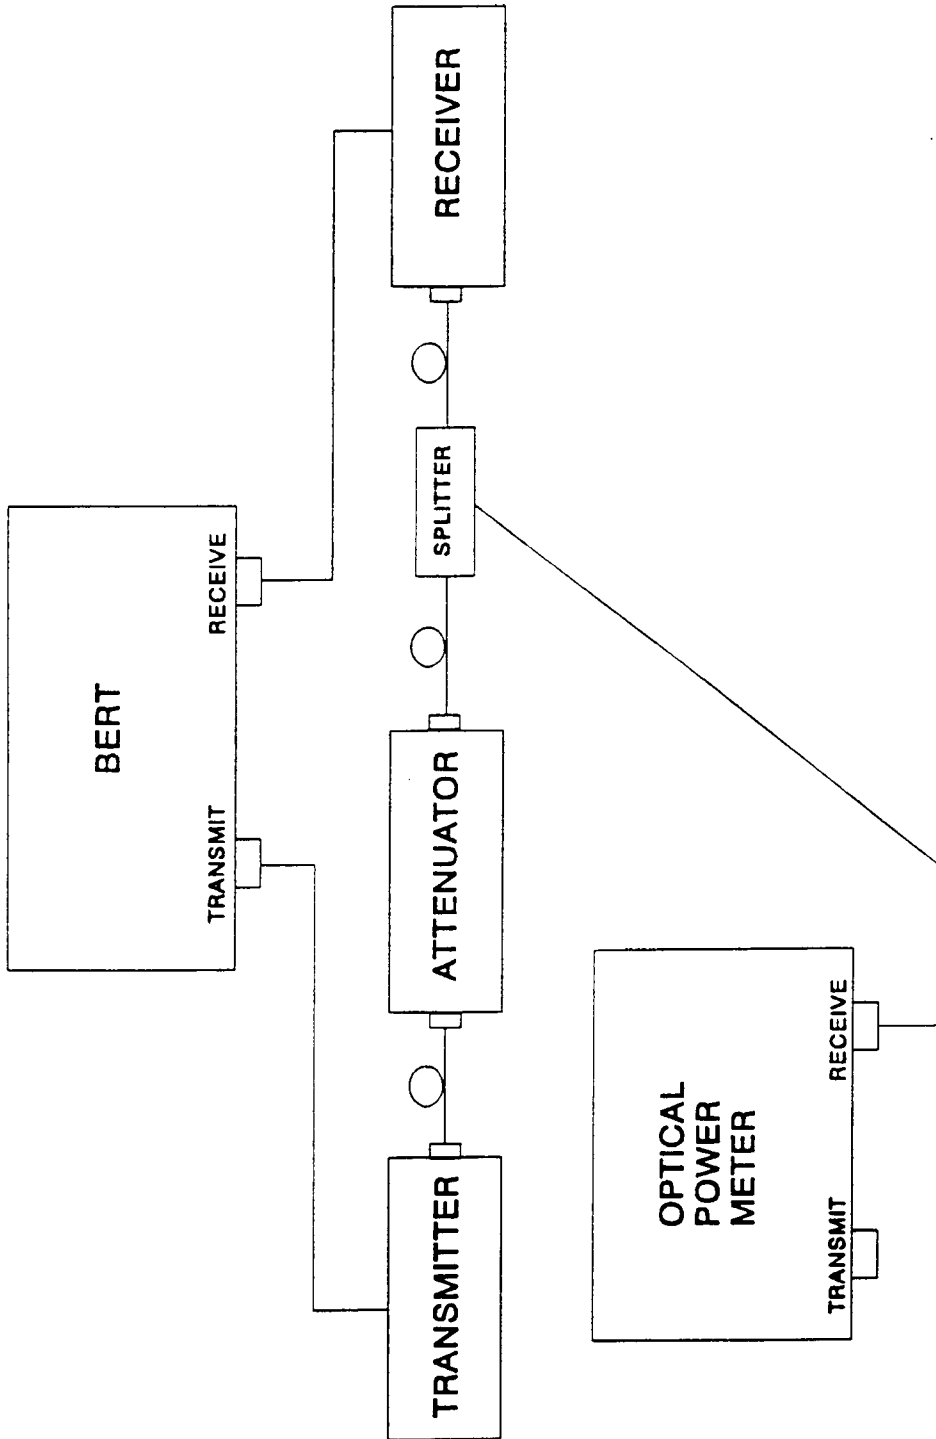 BERT
TRANSMIT
RECEIVE
TRANSMITTER
ATTENUATOR
SPLITTER
RECEIVER
OPTICAL
POWER
METER
TRANSMIT
RECEIVE